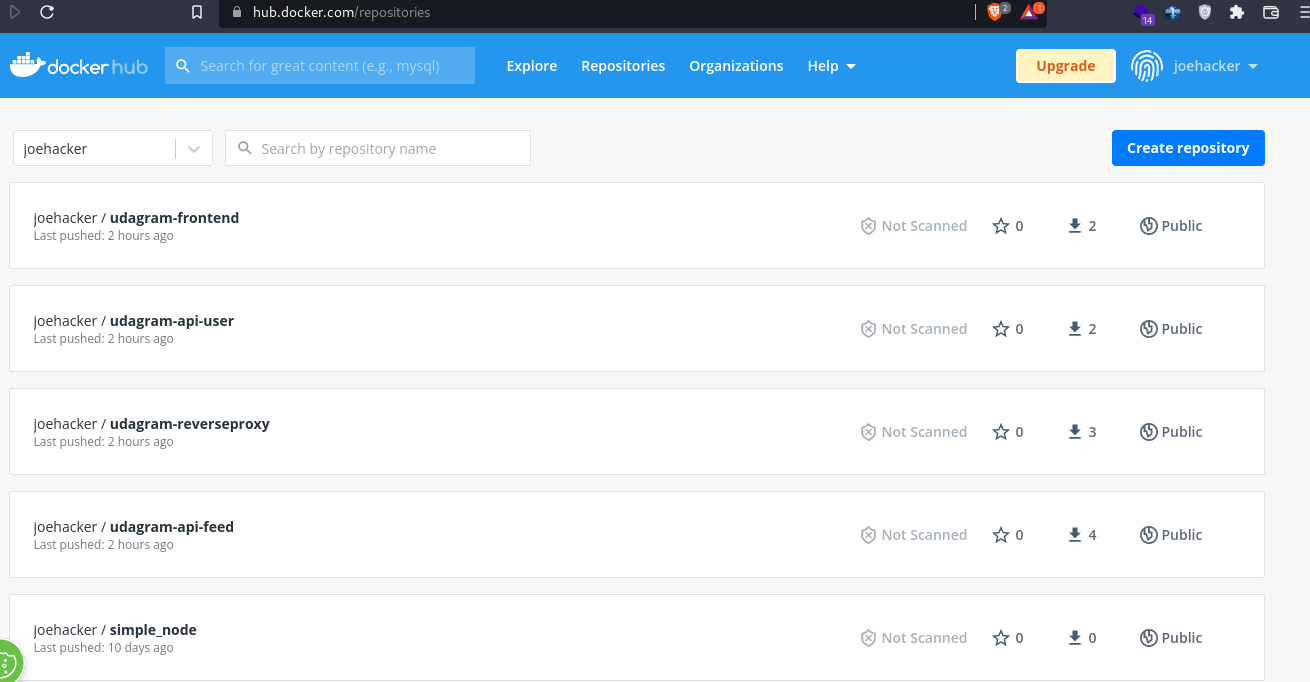 hub.docker.com/repositories
2
1
14
docker hub
Search for great content (e.g., mysql)
Explore
Repositories
Organizations
Help
Upgrade
joehacker
joehacker
Search by repository name
Create repository
joehacker / udagram-frontend
Last pushed: 2 hours ago
Not Scanned
0
2
Public
joehacker / udagram-api-user
Last pushed: 2 hours ago
Not Scanned
0
2
Public
joehacker / udagram-reverseproxy
Last pushed: 2 hours ago
Not Scanned
0
3
Public
joehacker / udagram-api-feed
Last pushed: 2 hours ago
Not Scanned
0
4
Public
joehacker / simple_node
Last pushed: 10 days ago
Not Scanned
0
0
Public